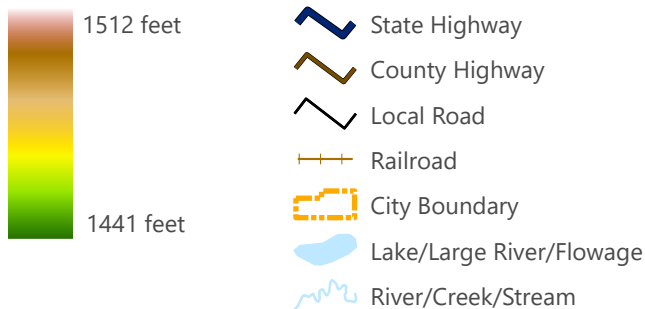 1512 feet
1441 feet
State Highway
County Highway
Local Road
Railroad
City Boundary
Lake/Large River/Flowage
River/Creek/Stream